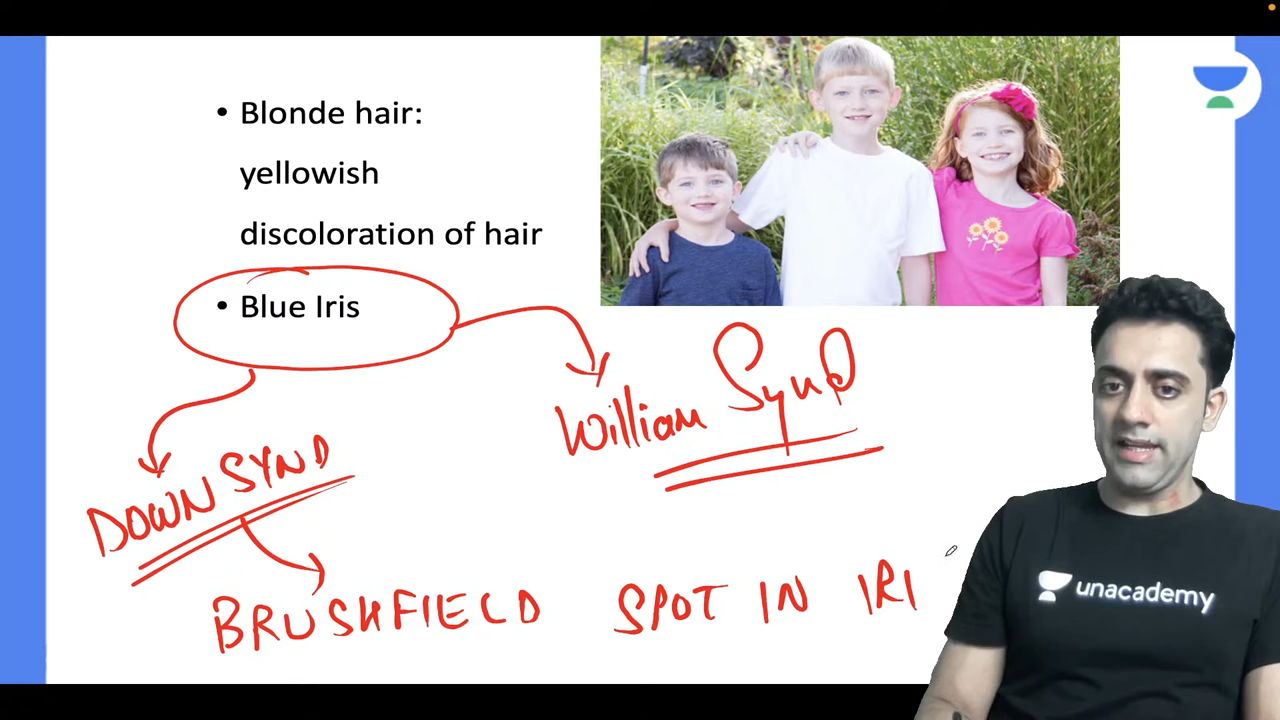 • Blonde hair:
yellowish
discoloration of hair
• Blue Iris
William Synd
DOWN SYND
BRUSHFIELD SPOT IN IRI
unacademy